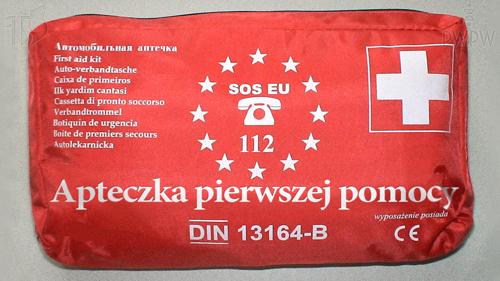 Автомобильная аптечка
First aid kit
Auto-verbandtasche
Caixa de primeiros
Ilk yardim cantasi
Cassetta di pronto soccorso
Verbandtrommel
Botiquin de urgencia
Boite de premiers secours
Autolekarnicka
SOS EU
112
Apteczka pierwszej pomocy
wyposażenie posiada
DIN 13164-B
CE